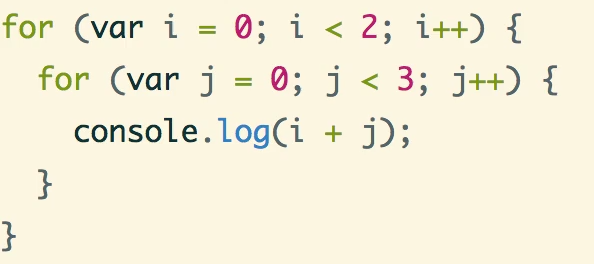 for (var i = 0; i < 2; i++) {
  for (var j = 0; j < 3; j++) {
    console.log(i + j);
  }
}